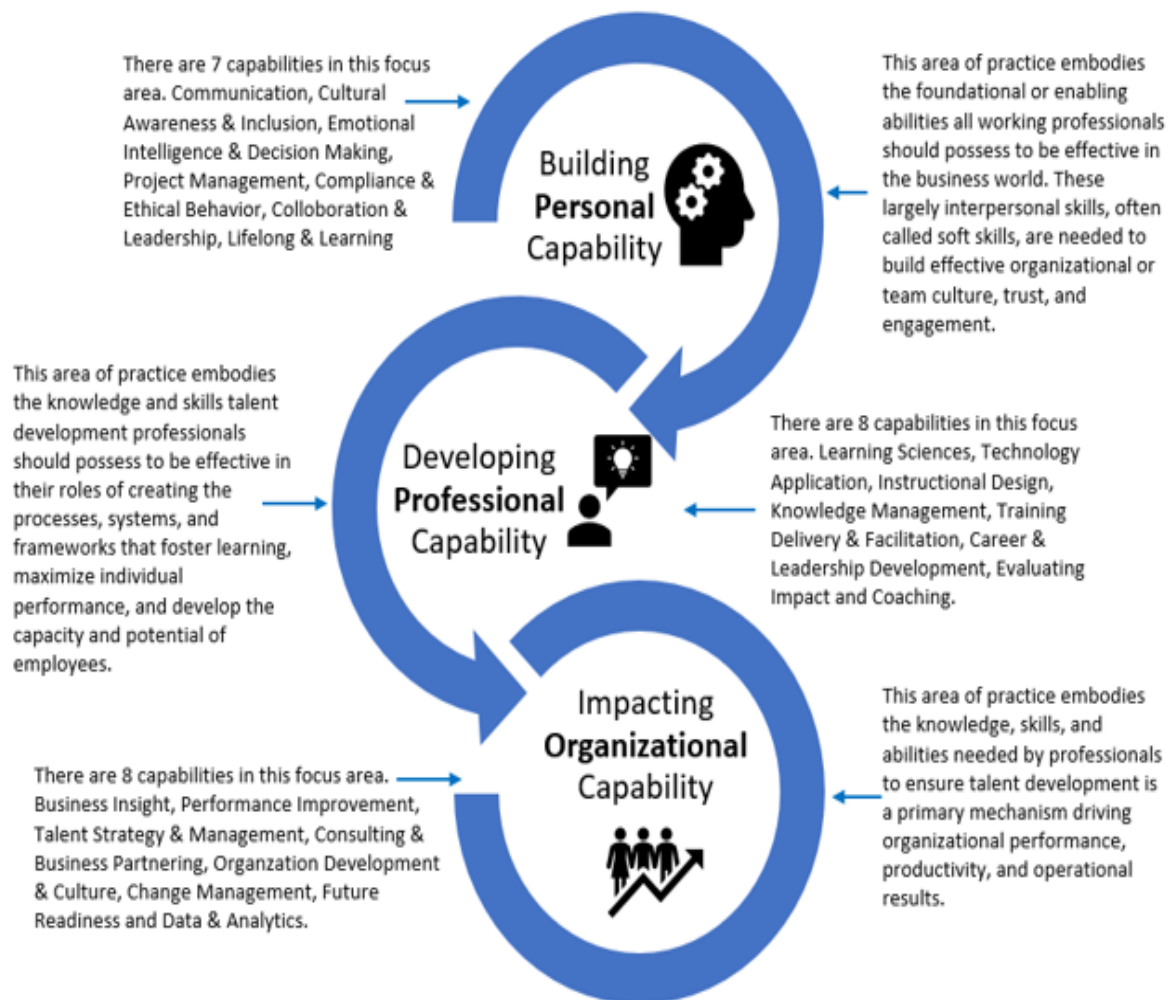 There are 7 capabilities in this focus
area. Communication, Cultural
Awareness & Inclusion, Emotional
Intelligence & Decision Making,
Project Management, Compliance &
Ethical Behavior, Colloboration &
Leadership, Lifelong & Learning
Building
Personal
Capability
This area of practice embodies
the foundational or enabling
abilities all working professionals
should possess to be effective in
the business world. These
largely interpersonal skills, often
called soft skills, are needed to
build effective organizational or
team culture, trust, and
engagement.
This area of practice embodies
the knowledge and skills talent
development professionals
should possess to be effective in
their roles of creating the
processes, systems, and
frameworks that foster learning,
maximize individual
performance, and develop the
capacity and potential of
employees.
Developing
Professional
Capability
There are 8 capabilities in this focus
area. Learning Sciences, Technology
Application, Instructional Design,
Knowledge Management, Training
Delivery & Facilitation, Career &
Leadership Development, Evaluating
Impact and Coaching.
There are 8 capabilities in this focus area.
Business Insight, Performance Improvement,
Talent Strategy & Management, Consulting &
Business Partnering, Organzation Development
& Culture, Change Management, Future
Readiness and Data & Analytics.
Impacting
Organizational
Capability
This area of practice embodies
the knowledge, skills, and
abilities needed by professionals
to ensure talent development is
a primary mechanism driving
organizational performance,
productivity, and operational
results.